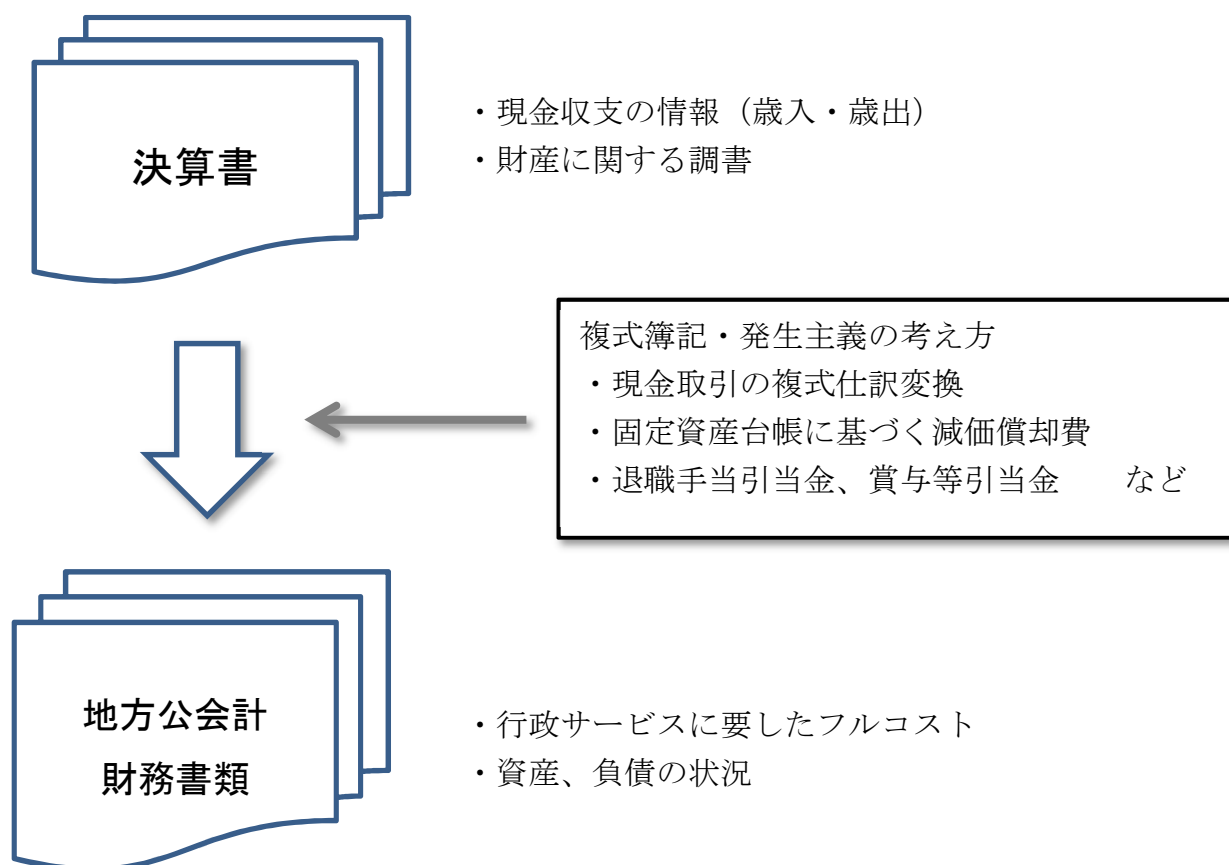 決算書
・現金収支の情報（歳入・歳出）
・財産に関する調書
複式簿記・発生主義の考え方
・現金取引の複式仕訳変換
・固定資産台帳に基づく減価償却費
・退職手当引当金、賞与等引当金　　など
地方公会計
財務書類
・行政サービスに要したフルコスト
・資産、負債の状況